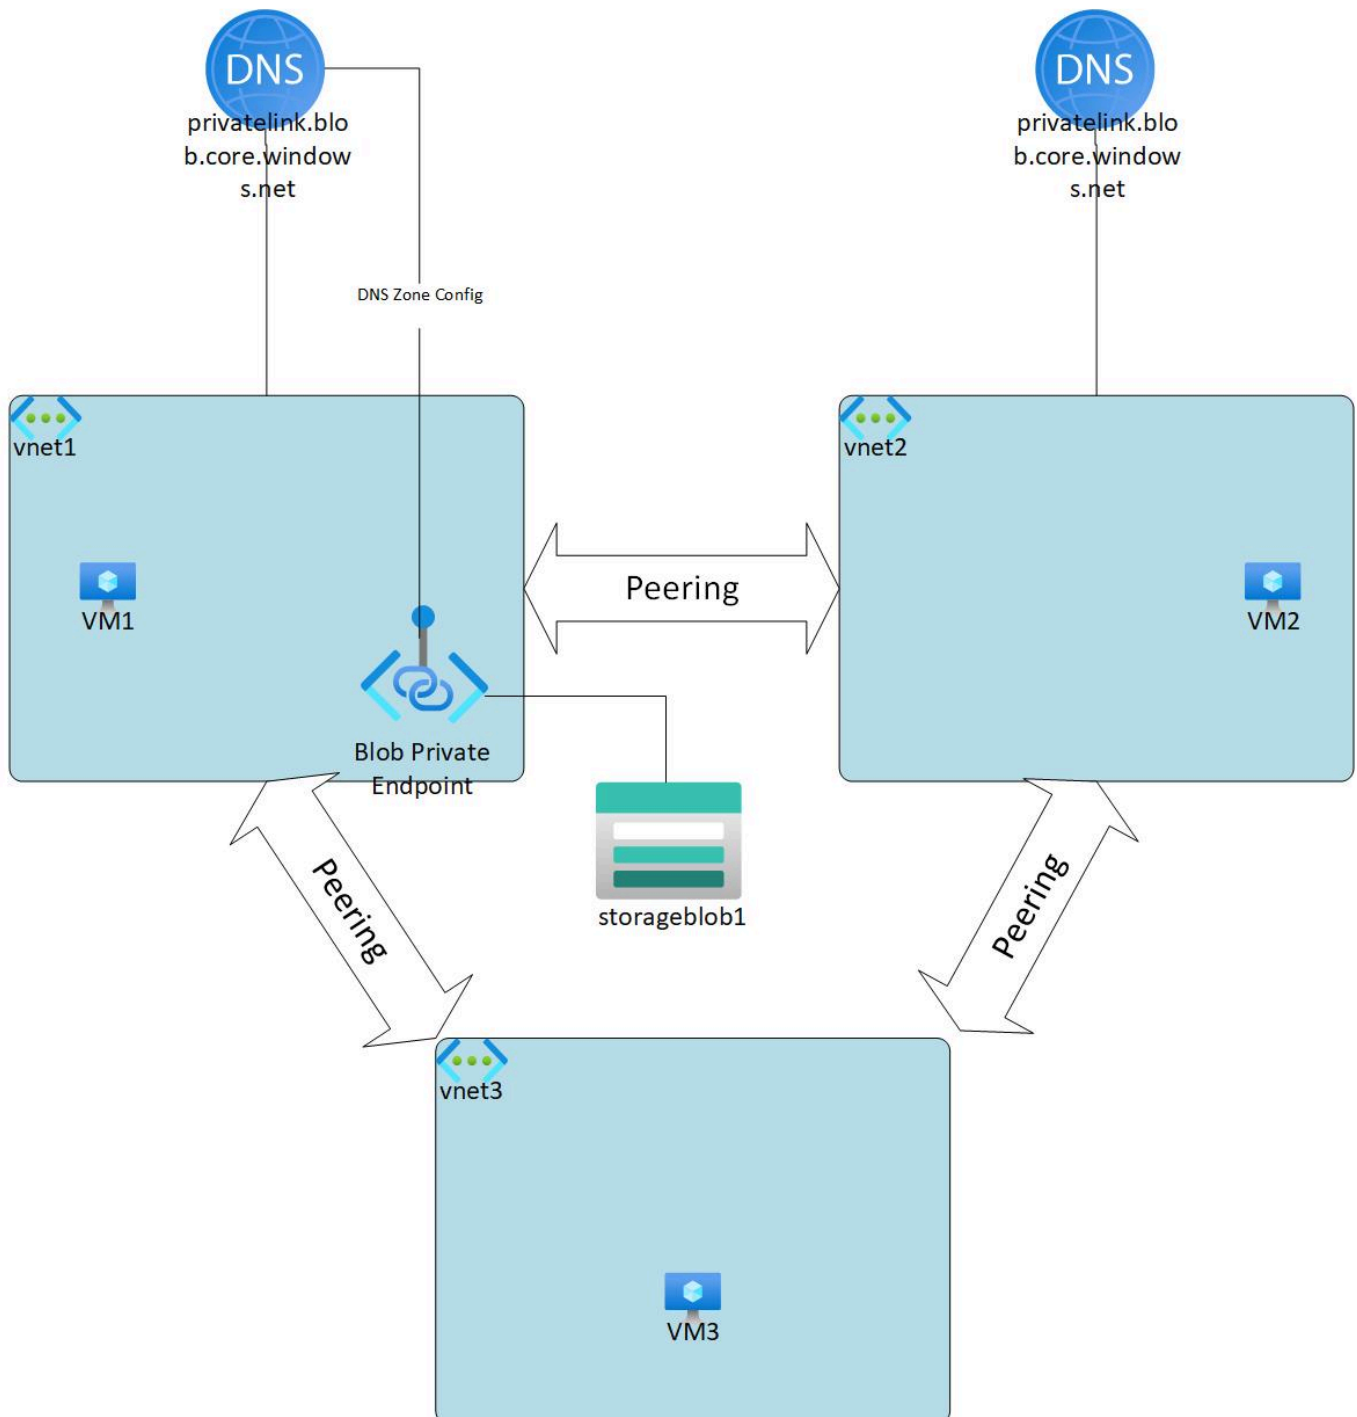 DNS
privatelink.blo
b.core.window
s.net
DNS
privatelink.blo
b.core.window
s.net
DNS Zone Config
vnet1
vnet2
VM1
Peering
VM2
Blob Private
Endpoint
Peering
storageblob1
Peering
vnet3
VM3